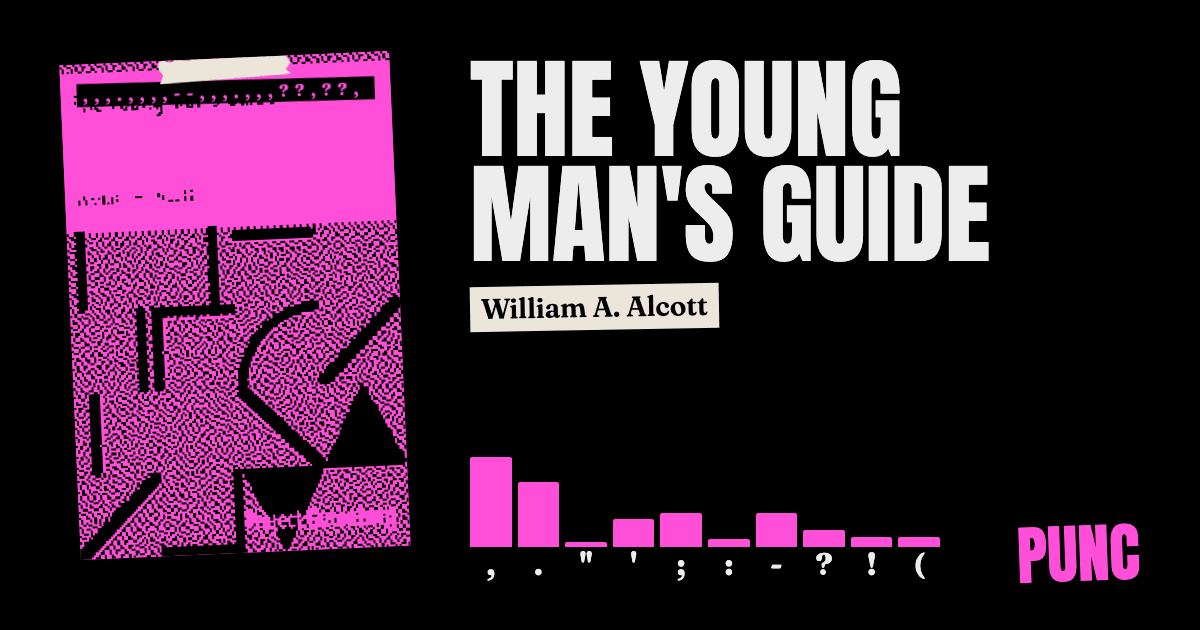 ,,,.,,,,--,,,.,,,??,??,
THE YOUNG
MAN'S GUIDE
William A. Alcott
, . " ' ; : - ? ! (
PUNC